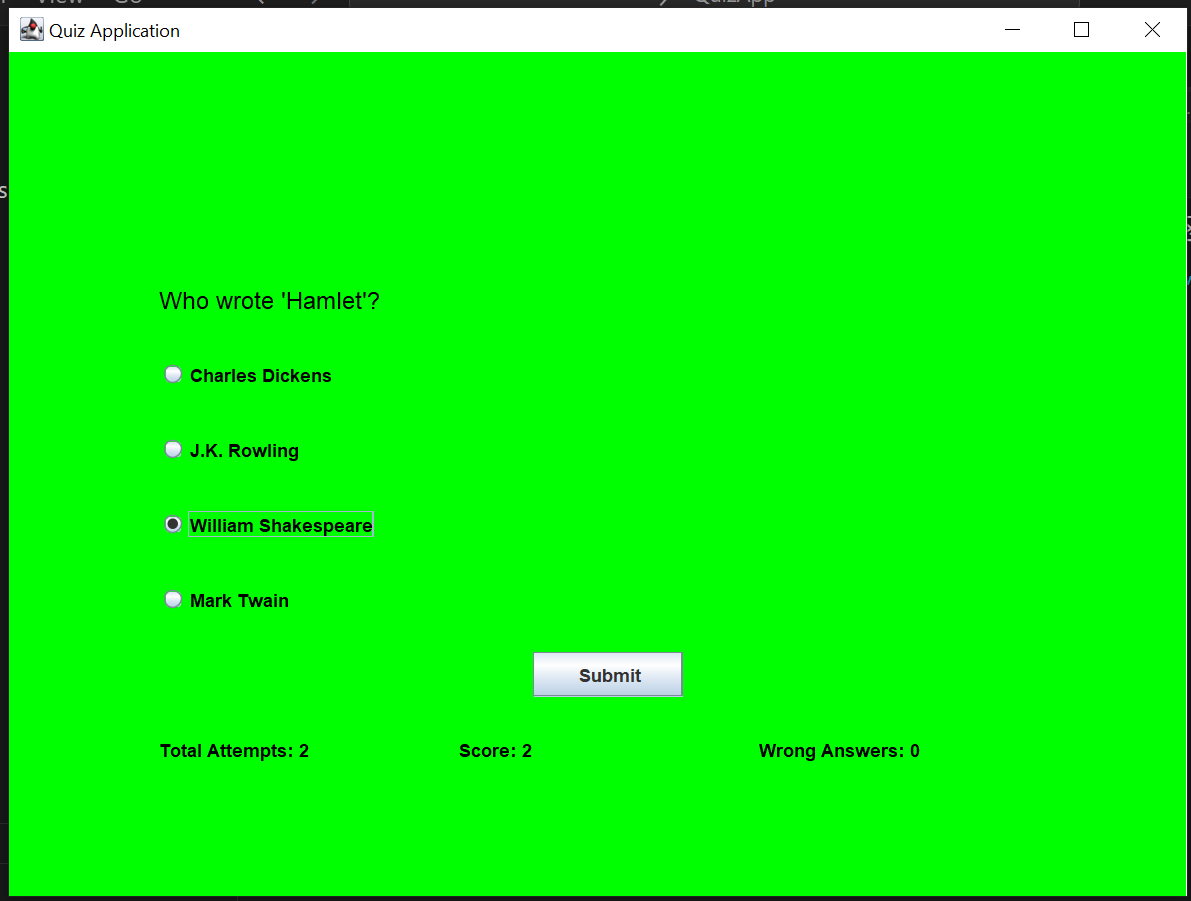 QuizApp
Quiz Application
Who wrote 'Hamlet'?
Charles Dickens
J.K. Rowling
William Shakespeare
Mark Twain
Submit
Total Attempts: 2
Score: 2
Wrong Answers: 0